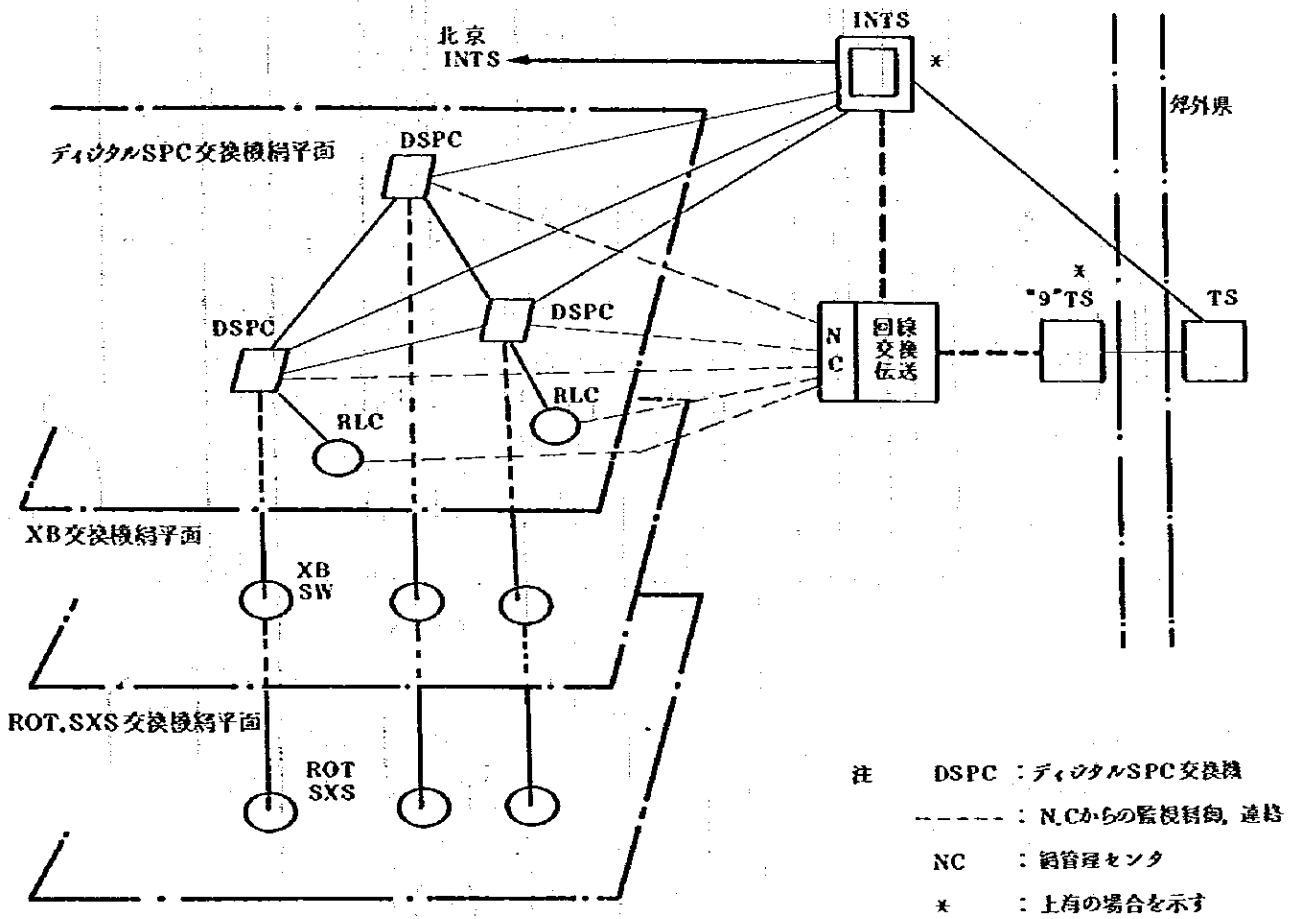 INTS
北京
INTS
*
郊外県
ディジタルSPC交換機網平面
DSPC
*
"9"TS
TS
DSPC
DSPC
NC
回線
交換
伝送
RLC
RLC
XB交換機網平面
XB
SW
ROT.SXS交換機網平面
ROT
SXS
注 DSPC :ディジタルSPC交換機
------ :N.Cからの監視制御, 連絡
NC :網管理センタ
* :上海の場合を示す